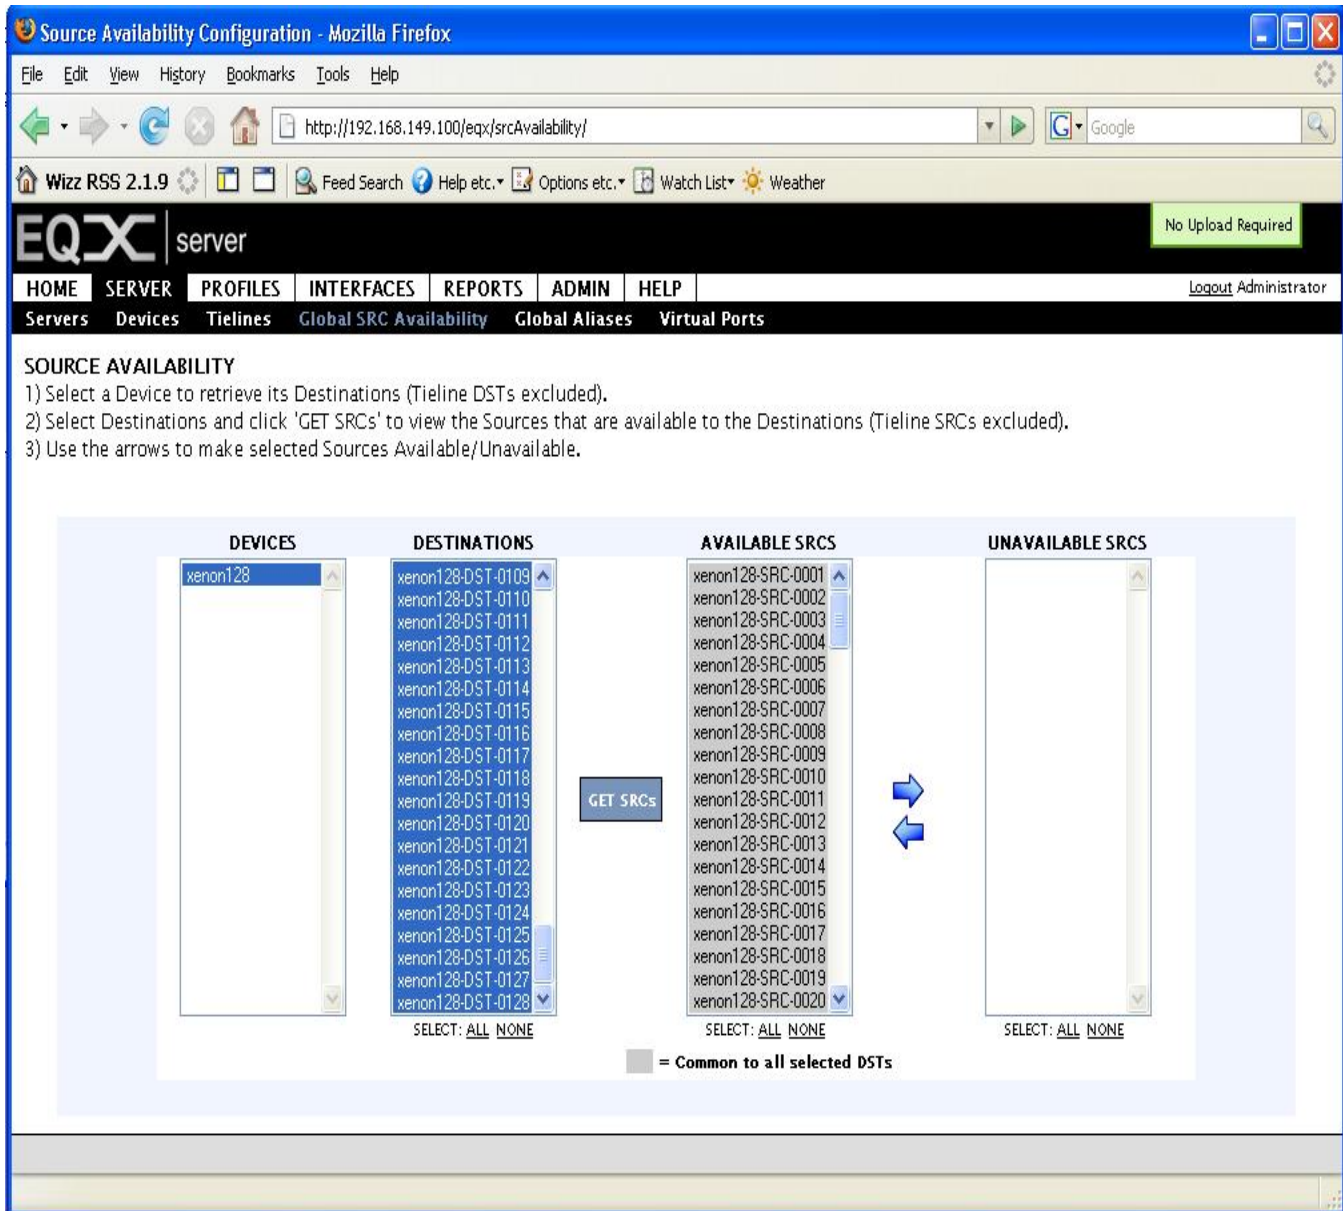 Source Availability Configuration - Mozilla Firefox
File Edit View History Bookmarks Tools Help
http://192.168.149.100/eqx/srcAvailability/
G Google
Wizz RSS 2.1.9 Feed Search Help etc. Options etc. Watch List Weather
EQX server
No Upload Required
HOME SERVER PROFILES INTERFACES REPORTS ADMIN HELP
Logout Administrator
Servers Devices Tielines Global SRC Availability Global Aliases Virtual Ports
SOURCE AVAILABILITY
1) Select a Device to retrieve its Destinations (Tieline DSTs excluded).
2) Select Destinations and click 'GET SRCs' to view the Sources that are available to the Destinations (Tieline SRCs excluded).
3) Use the arrows to make selected Sources Available/Unavailable.
DEVICES
xenon128
DESTINATIONS
xenon128-DST-0109
xenon128-DST-0110
xenon128-DST-0111
xenon128-DST-0112
xenon128-DST-0113
xenon128-DST-0114
xenon128-DST-0115
xenon128-DST-0116
xenon128-DST-0117
xenon128-DST-0118
xenon128-DST-0119
xenon128-DST-0120
xenon128-DST-0121
xenon128-DST-0122
xenon128-DST-0123
xenon128-DST-0124
xenon128-DST-0125
xenon128-DST-0126
xenon128-DST-0127
xenon128-DST-0128
SELECT: ALL NONE
GET SRCs
AVAILABLE SRCS
xenon128-SRC-0001
xenon128-SRC-0002
xenon128-SRC-0003
xenon128-SRC-0004
xenon128-SRC-0005
xenon128-SRC-0006
xenon128-SRC-0007
xenon128-SRC-0008
xenon128-SRC-0009
xenon128-SRC-0010
xenon128-SRC-0011
xenon128-SRC-0012
xenon128-SRC-0013
xenon128-SRC-0014
xenon128-SRC-0015
xenon128-SRC-0016
xenon128-SRC-0017
xenon128-SRC-0018
xenon128-SRC-0019
xenon128-SRC-0020
SELECT: ALL NONE
UNAVAILABLE SRCS
SELECT: ALL NONE
= Common to all selected DSTs